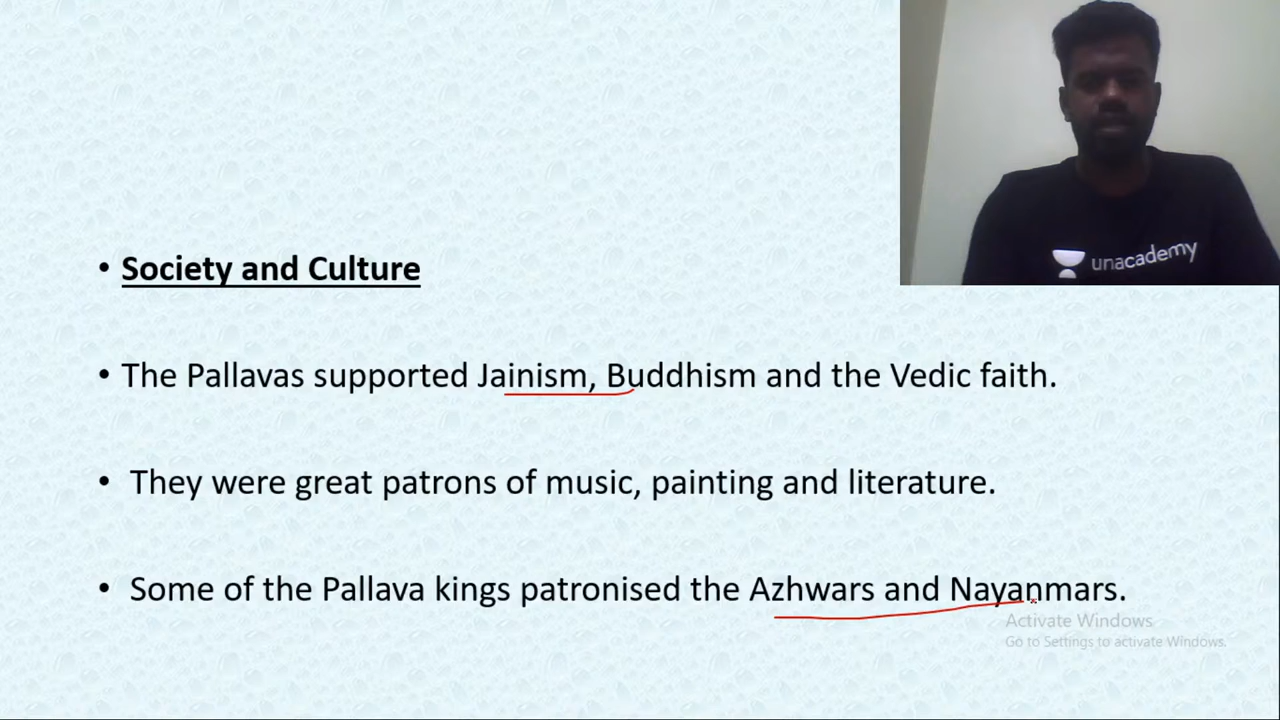 unacademy
• Society and Culture
• The Pallavas supported Jainism, Buddhism and the Vedic faith.
• They were great patrons of music, painting and literature.
• Some of the Pallava kings patronised the Azhwars and Nayanmars.
Activate Windows
Go to Settings to activate Windows.